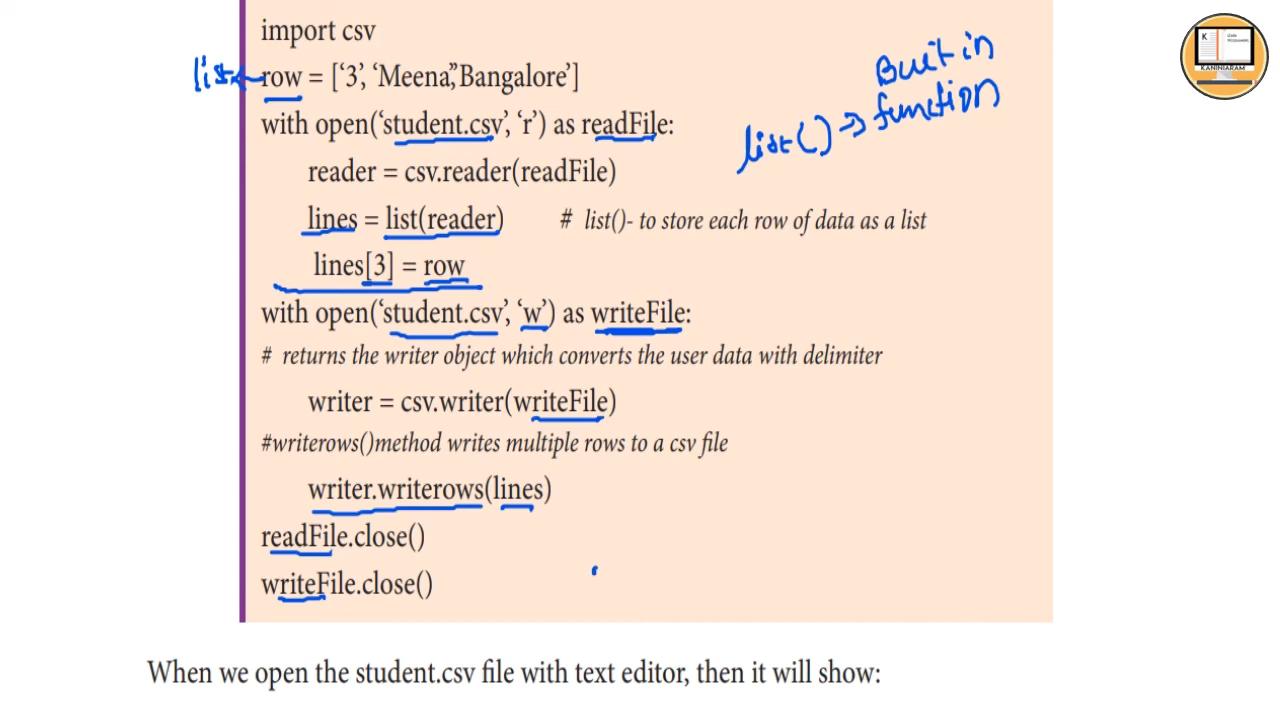 import csv
list ← row = [‘3’, ‘Meena’,’Bangalore’]
Built in
function
list() →
with open(‘student.csv’, ‘r’) as readFile:
reader = csv.reader(readFile)
lines = list(reader) # list()- to store each row of data as a list
lines[3] = row
with open(‘student.csv’, ‘w’) as writeFile:
# returns the writer object which converts the user data with delimiter
writer = csv.writer(writeFile)
#writerows()method writes multiple rows to a csv file
writer.writerows(lines)
readFile.close()
writeFile.close()
When we open the student.csv file with text editor, then it will show:
K
KANINIARAM